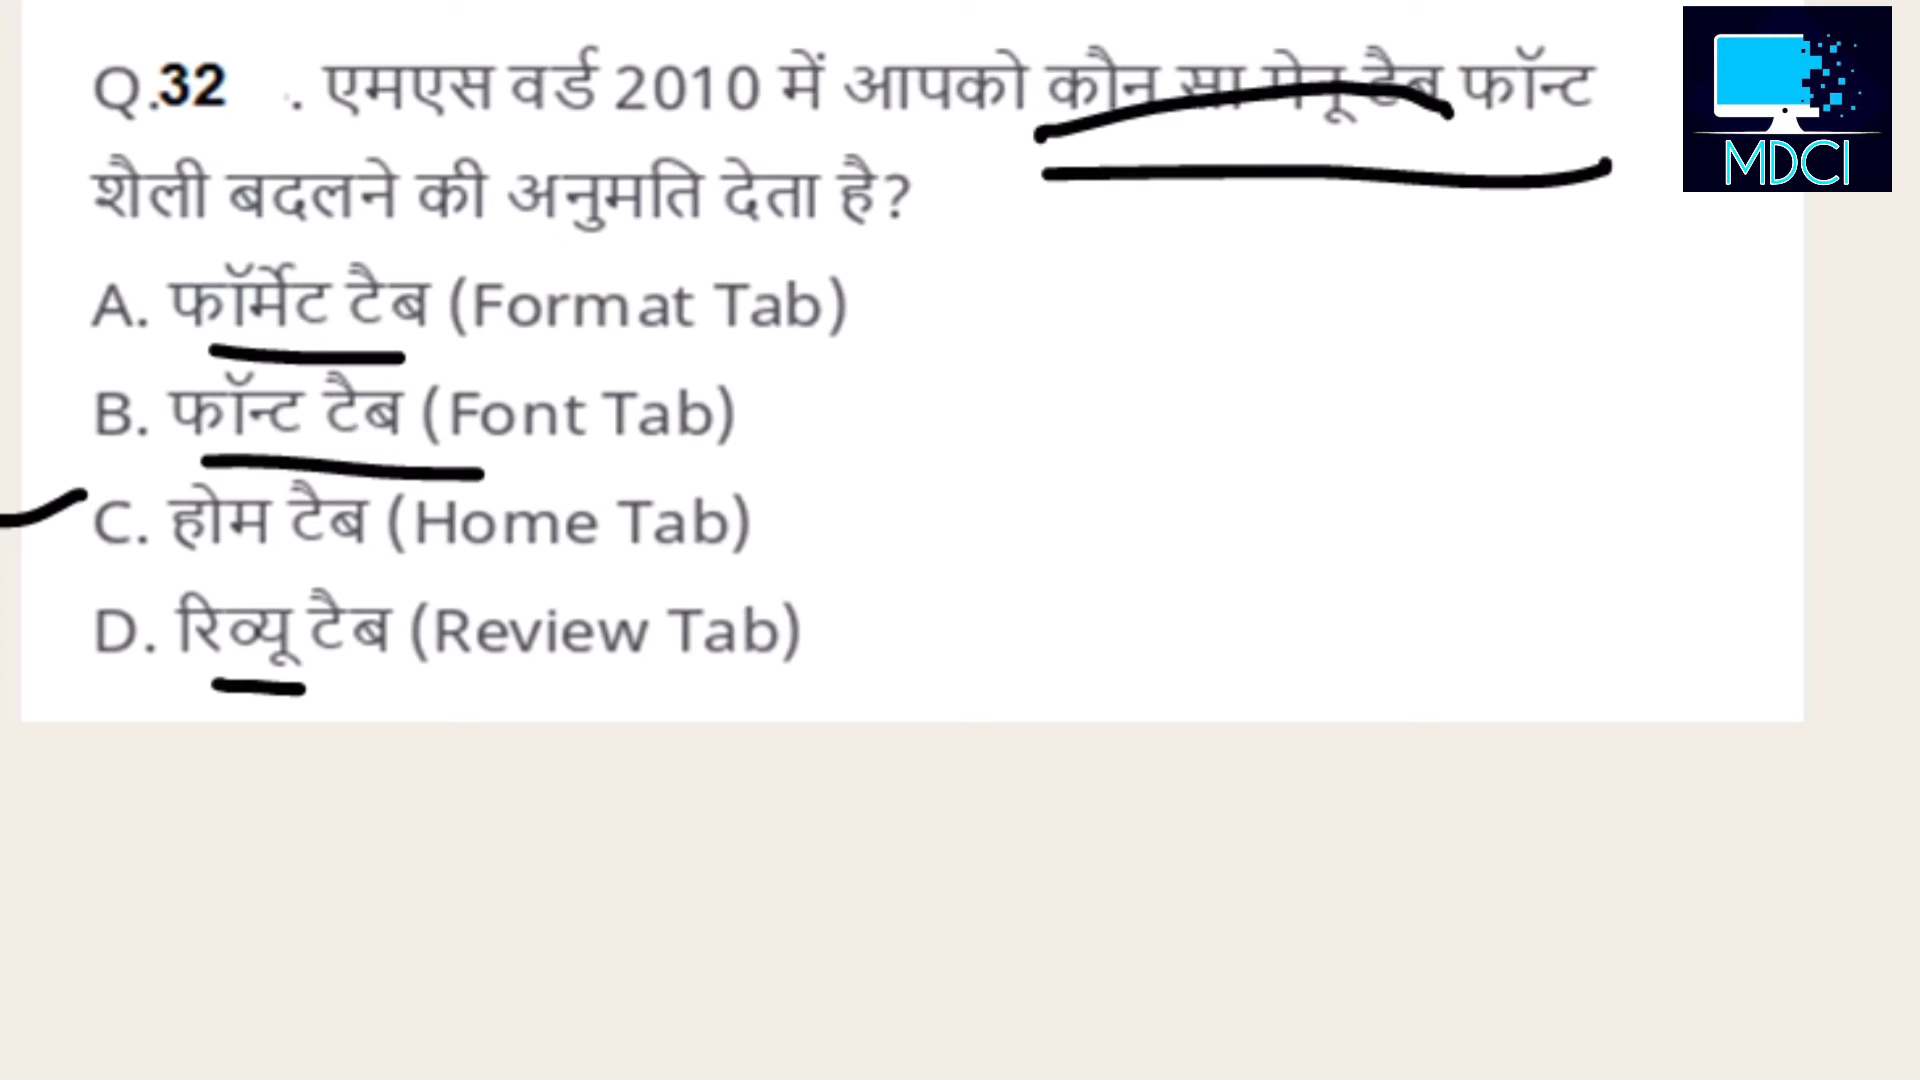 Q.32 . एमएस वर्ड 2010 में आपको कौन सा मेनू टैब फॉन्ट
शैली बदलने की अनुमति देता है?
A. फॉर्मेट टैब (Format Tab)
B. फॉन्ट टैब (Font Tab)
C. होम टैब (Home Tab)
D. रिव्यू टैब (Review Tab)
MDCI